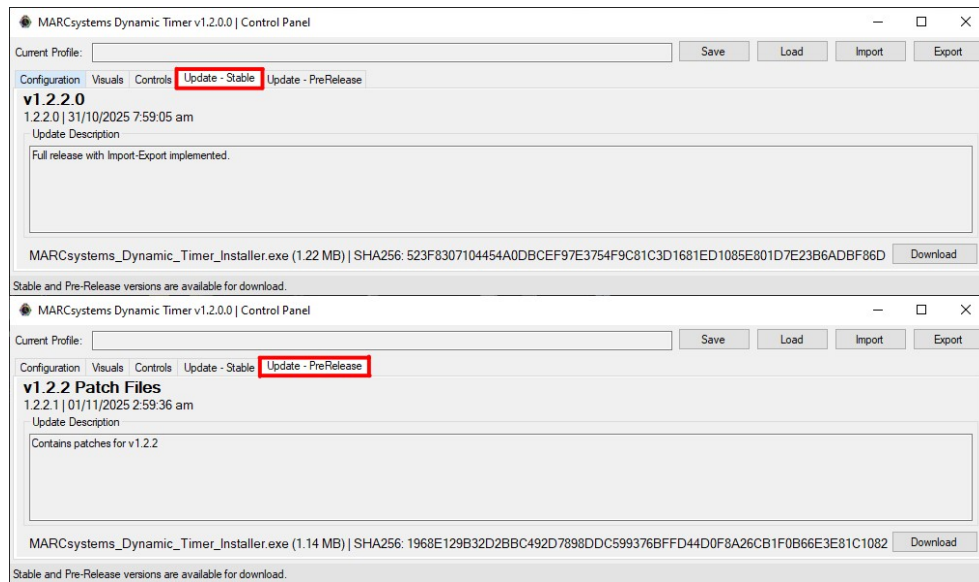 MARCsystems Dynamic Timer v1.2.0.0 | Control Panel
Current Profile: Save Load Import Export
Configuration Visuals Controls Update - Stable Update - PreRelease
v1.2.2.0
1.2.2.0 | 31/10/2025 7:59:05 am
Update Description
Full release with Import-Export implemented.
MARCsystems_Dynamic_Timer_Installer.exe (1.22 MB) | SHA256: 523F8307104454A0DBCEF97E3754F9C81C3D1681ED1085E801D7E23B6ADBF86D Download
Stable and Pre-Release versions are available for download.
MARCsystems Dynamic Timer v1.2.0.0 | Control Panel
Current Profile: Save Load Import Export
Configuration Visuals Controls Update - Stable Update - PreRelease
v1.2.2 Patch Files
1.2.2.1 | 01/11/2025 2:59:36 am
Update Description
Contains patches for v1.2.2
MARCsystems_Dynamic_Timer_Installer.exe (1.14 MB) | SHA256: 1968E129B32D2BBC492D7898DDC599376BFFD44D0F8A26CB1F0B66E3E81C1082 Download
Stable and Pre-Release versions are available for download.